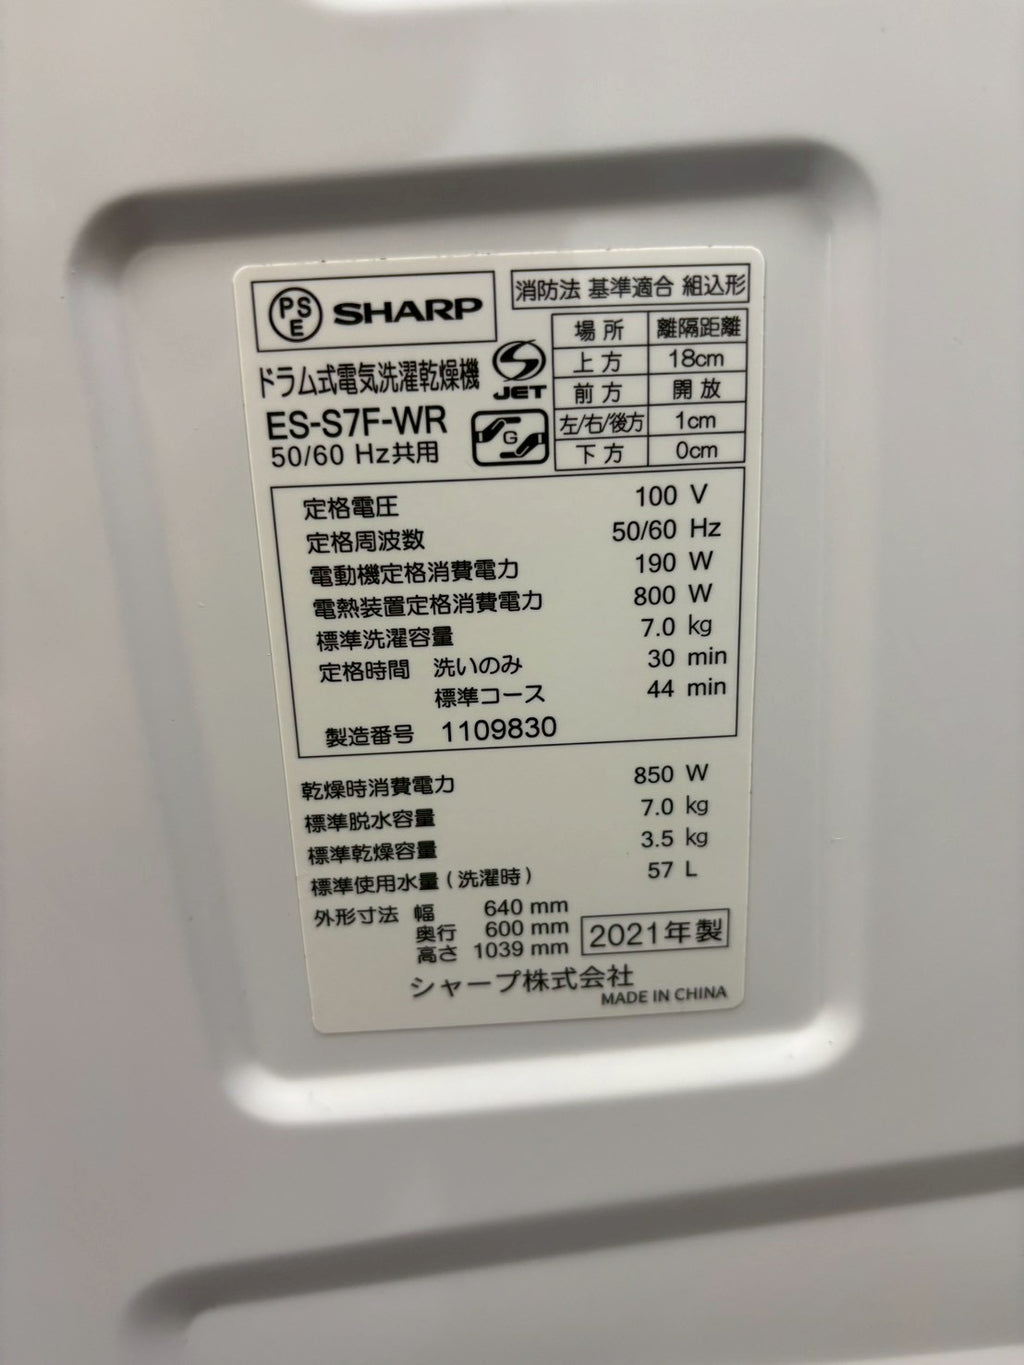 PSE SHARP
消防法 基準適合 組込形
場所 離隔距離
上方 18cm
前方 開放
左/右/後方 1cm
下方 0cm
ドラム式電気洗濯乾燥機
JET
ES-S7F-WR
G
50/60 Hz共用
定格電圧 100 V
定格周波数 50/60 Hz
電動機定格消費電力 190 W
電熱装置定格消費電力 800 W
標準洗濯容量 7.0 kg
定格時間 洗いのみ 30 min
標準コース 44 min
製造番号 1109830
乾燥時消費電力 850 W
標準脱水容量 7.0 kg
標準乾燥容量 3.5 kg
標準使用水量(洗濯時) 57 L
外形寸法 幅 640 mm
奥行 600 mm
高さ 1039 mm
2021年製
シャープ株式会社
MADE IN CHINA